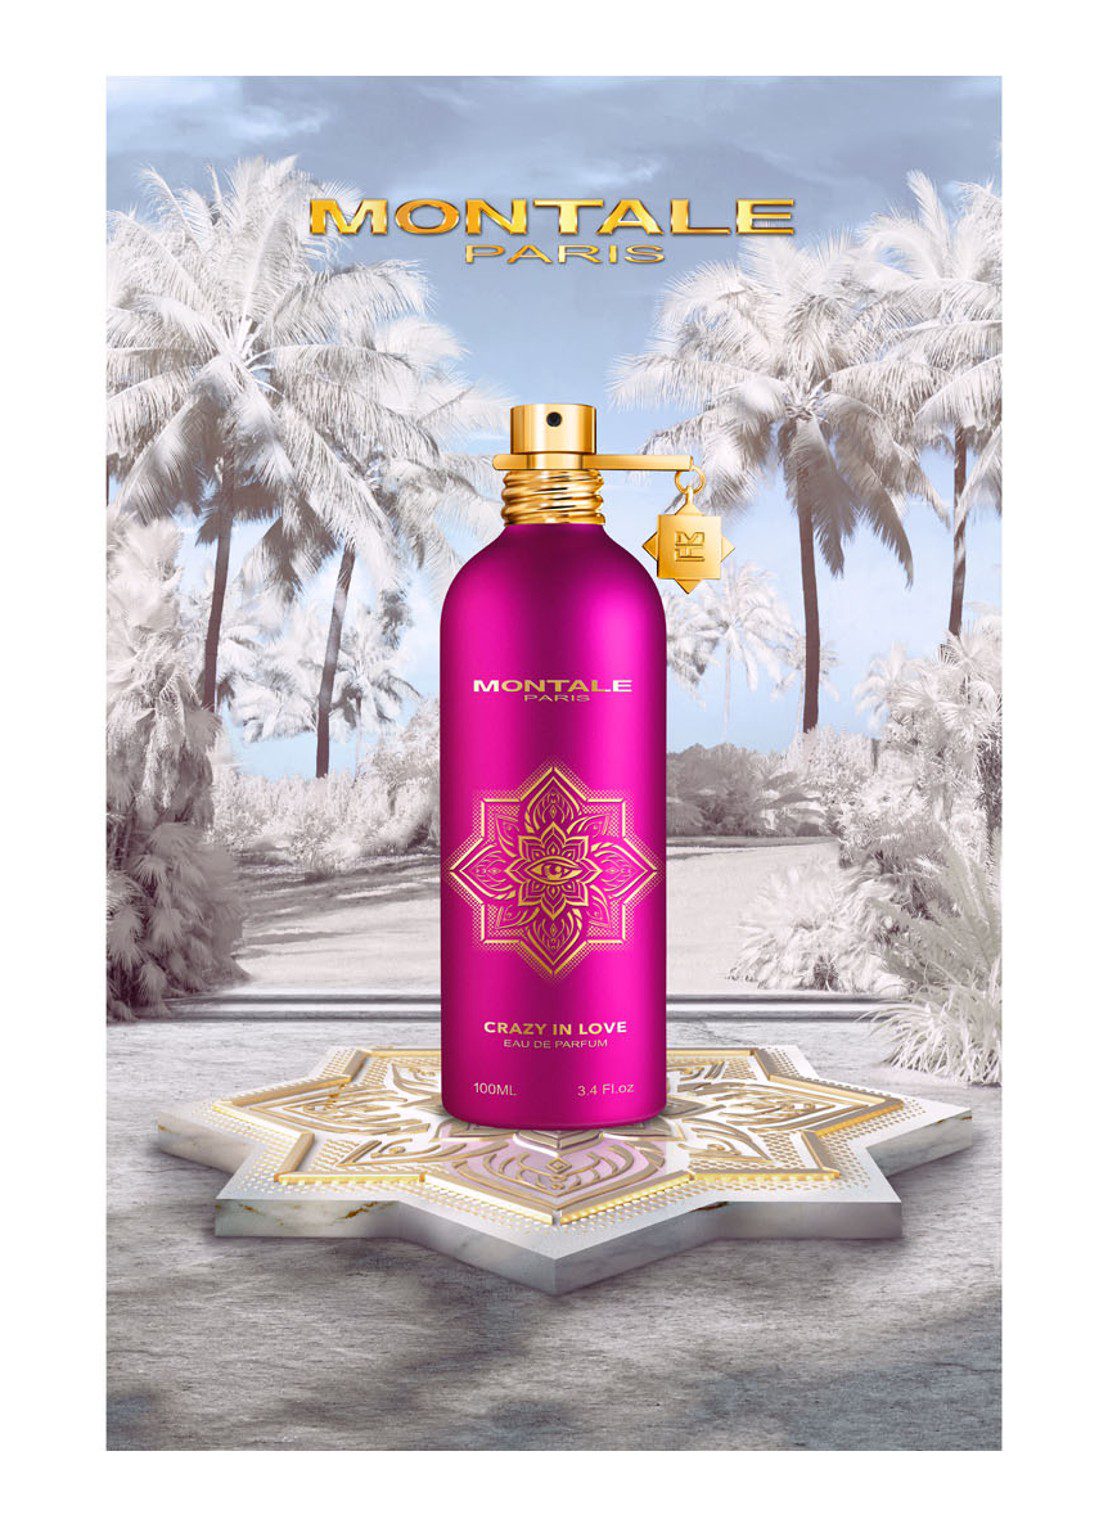 MONTALE
PARIS
MONTALE
PARIS
CRAZY IN LOVE
EAU DE PARFUM
100ML 3.4 Fl.oz